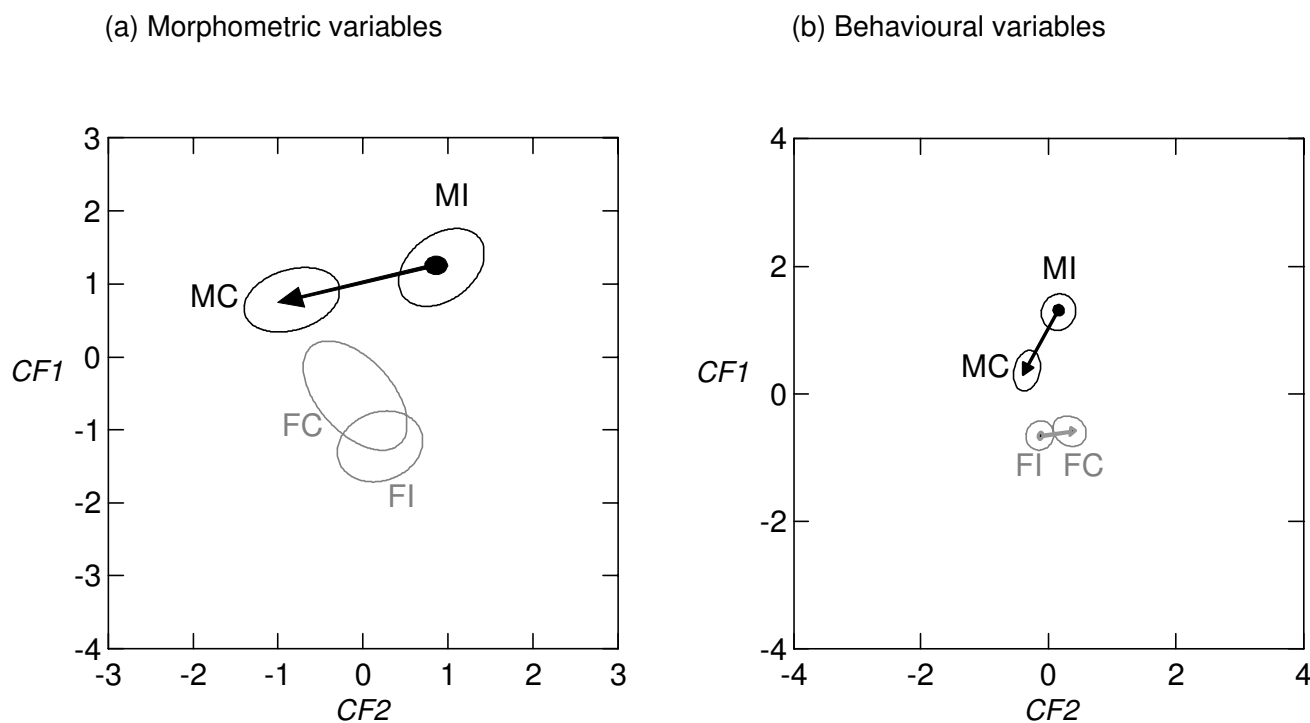 (a) Morphometric variables
3
2
1
0
-1
-2
-3
-4
CF1
-3
-2
-1
0
1
2
3
CF2
MI
MC
FC
FI
(b) Behavioural variables
4
2
0
-2
-4
CF1
-4
-2
0
2
4
CF2
MI
MC
FI
FC